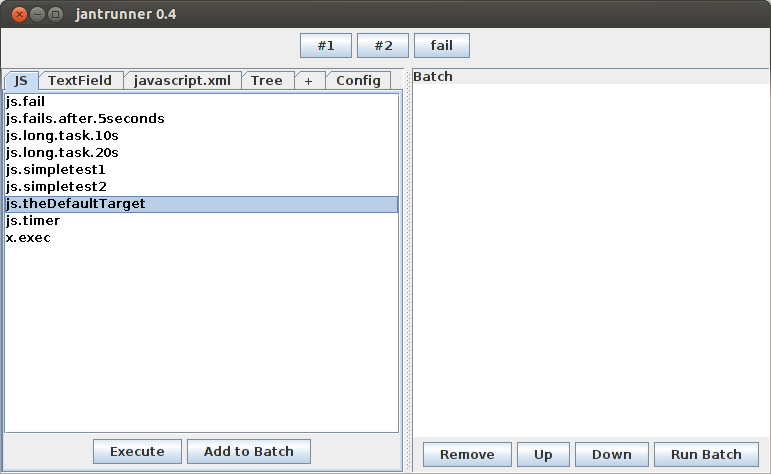 jantrunner 0.4
#1 #2 fail
JS TextField javascript.xml Tree + Config
js.fail
js.fails.after.5seconds
js.long.task.10s
js.long.task.20s
js.simpletest1
js.simpletest2
js.theDefaultTarget
js.timer
x.exec
Execute Add to Batch
Batch
Remove Up Down Run Batch